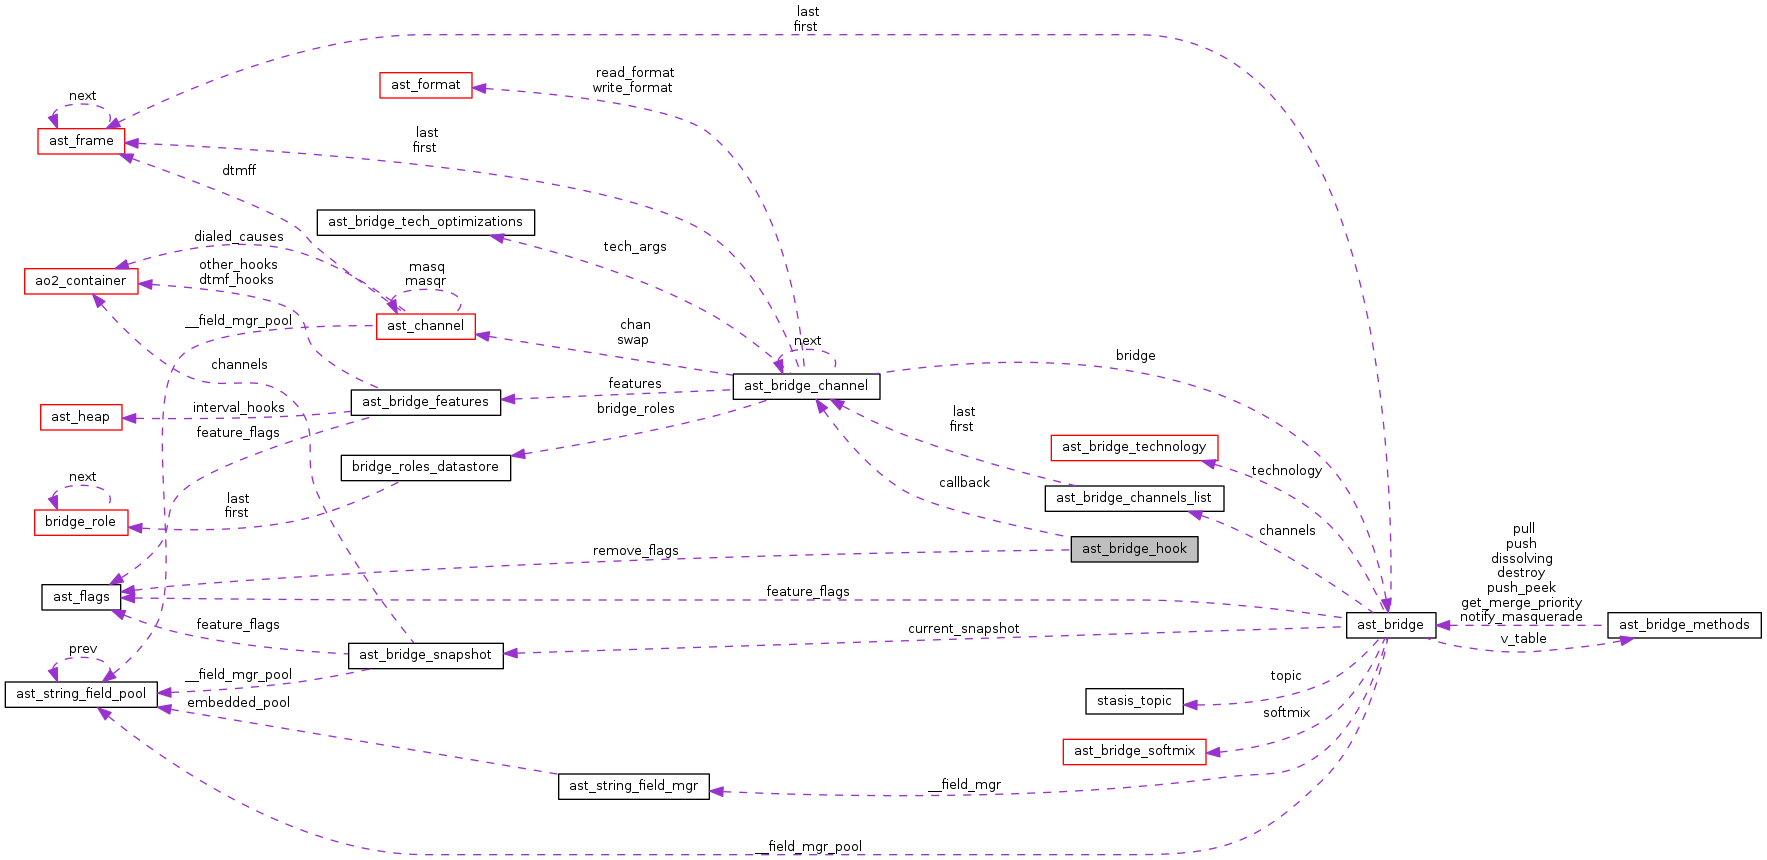 last
first
read_format
write_format
ast_format
next
ast_frame
last
first
dtmff
ast_bridge_tech_optimizations
dialed_causes
tech_args
other_hooks
dtmf_hooks
ao2_container
masq
masqr
__field_mgr_pool
ast_channel
chan
swap
next
bridge
channels
features
ast_bridge_channel
ast_bridge_features
interval_hooks
bridge_roles
ast_heap
last
first
feature_flags
ast_bridge_technology
bridge_roles_datastore
technology
next
callback
ast_bridge_channels_list
last
first
bridge_role
channels
pull
push
dissolving
destroy
push_peek
get_merge_priority
notify_masquerade
remove_flags
ast_bridge_hook
ast_flags
feature_flags
feature_flags
current_snapshot
ast_bridge
ast_bridge_methods
v_table
prev
ast_bridge_snapshot
__field_mgr_pool
topic
ast_string_field_pool
embedded_pool
stasis_topic
softmix
ast_bridge_softmix
ast_string_field_mgr
__field_mgr
__field_mgr_pool